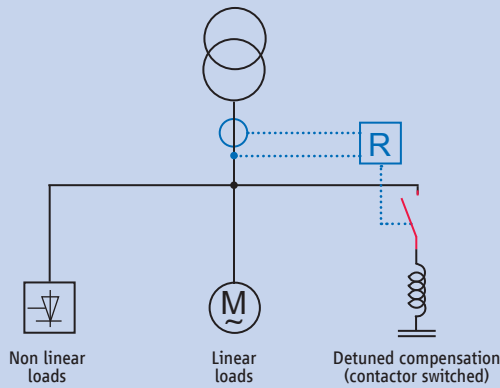 R
M
~
Non linear
loads
Linear
loads
Detuned compensation
(contactor switched)